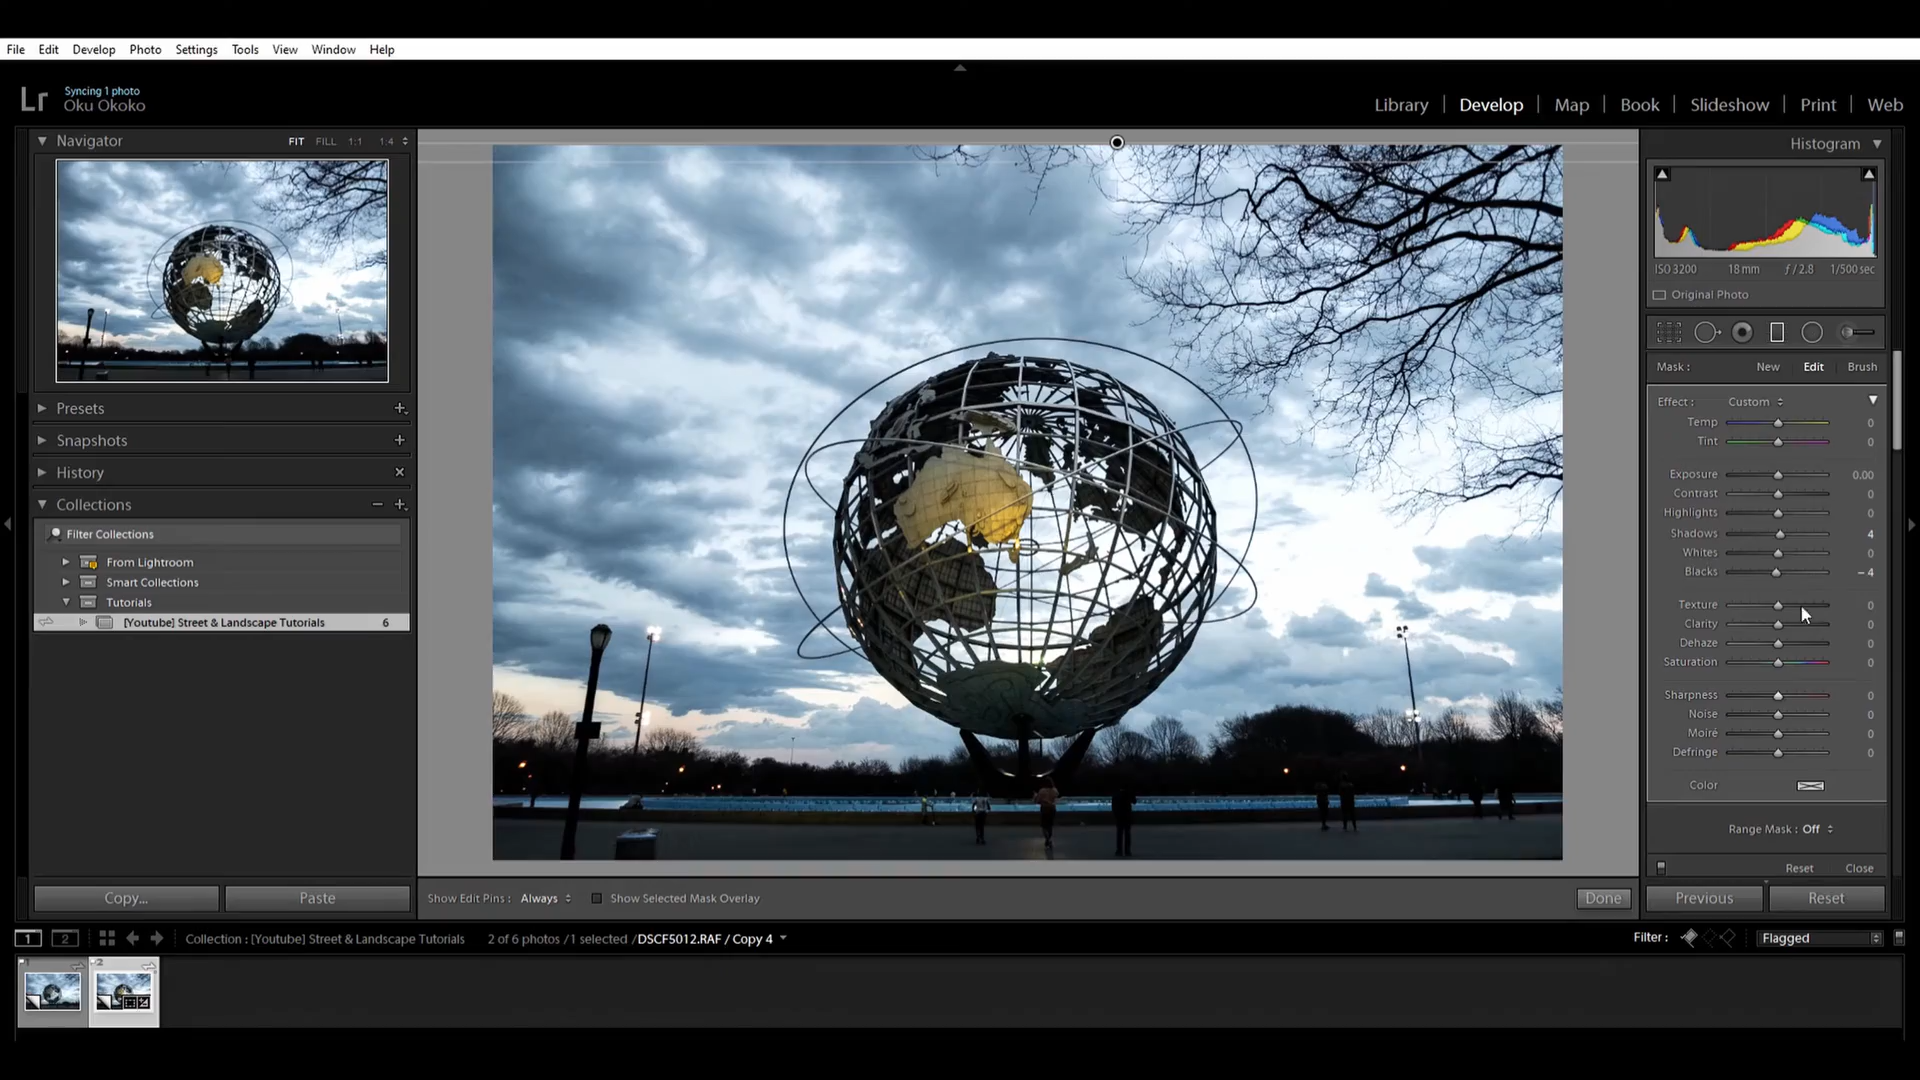 File Edit Develop Photo Settings Tools View Window Help
Lr
Syncing 1 photo
Oku Okoko
Library Develop Map Book Slideshow Print Web
Navigator FIT FILL 1:1 1:4
Presets
Snapshots
History
Collections
Filter Collections
From Lightroom
Smart Collections
Tutorials
[Youtube] Street & Landscape Tutorials 6
Copy... Paste
Show Edit Pins : Always Show Selected Mask Overlay Done
Histogram
ISO 3200 18 mm ƒ / 2.8 1/500 sec
Original Photo
Mask : New Edit Brush
Effect : Custom
Temp 0
Tint 0
Exposure 0.00
Contrast 0
Highlights 0
Shadows 4
Whites 0
Blacks – 4
Texture 0
Clarity 0
Dehaze 0
Saturation 0
Sharpness 0
Noise 0
Moiré 0
Defringe 0
Color
Range Mask : Off
Reset Close
Previous Reset
1 2 Collection : [Youtube] Street & Landscape Tutorials 2 of 6 photos / 1 selected / DSCF5012.RAF / Copy 4 Filter : Flagged
1 2